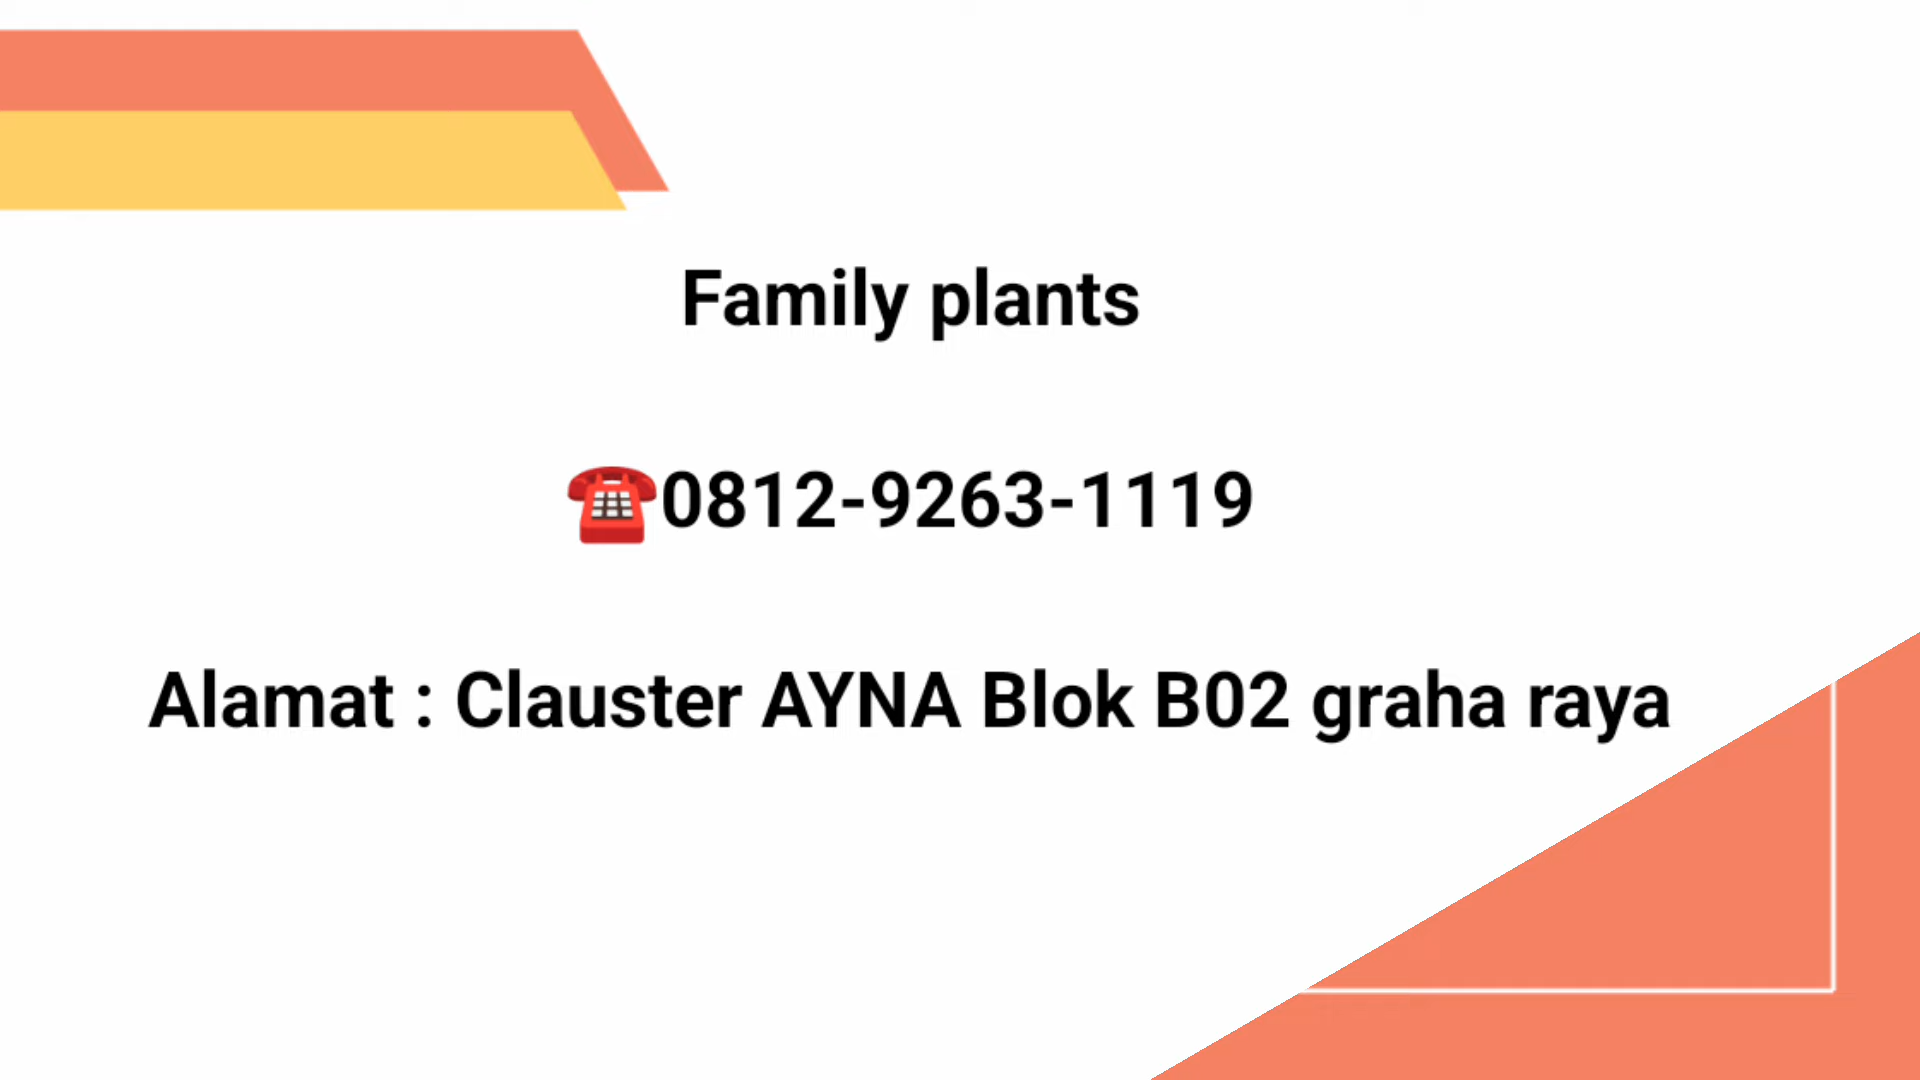 Family plants
☎️0812-9263-1119
Alamat : Clauster AYNA Blok B02 graha raya